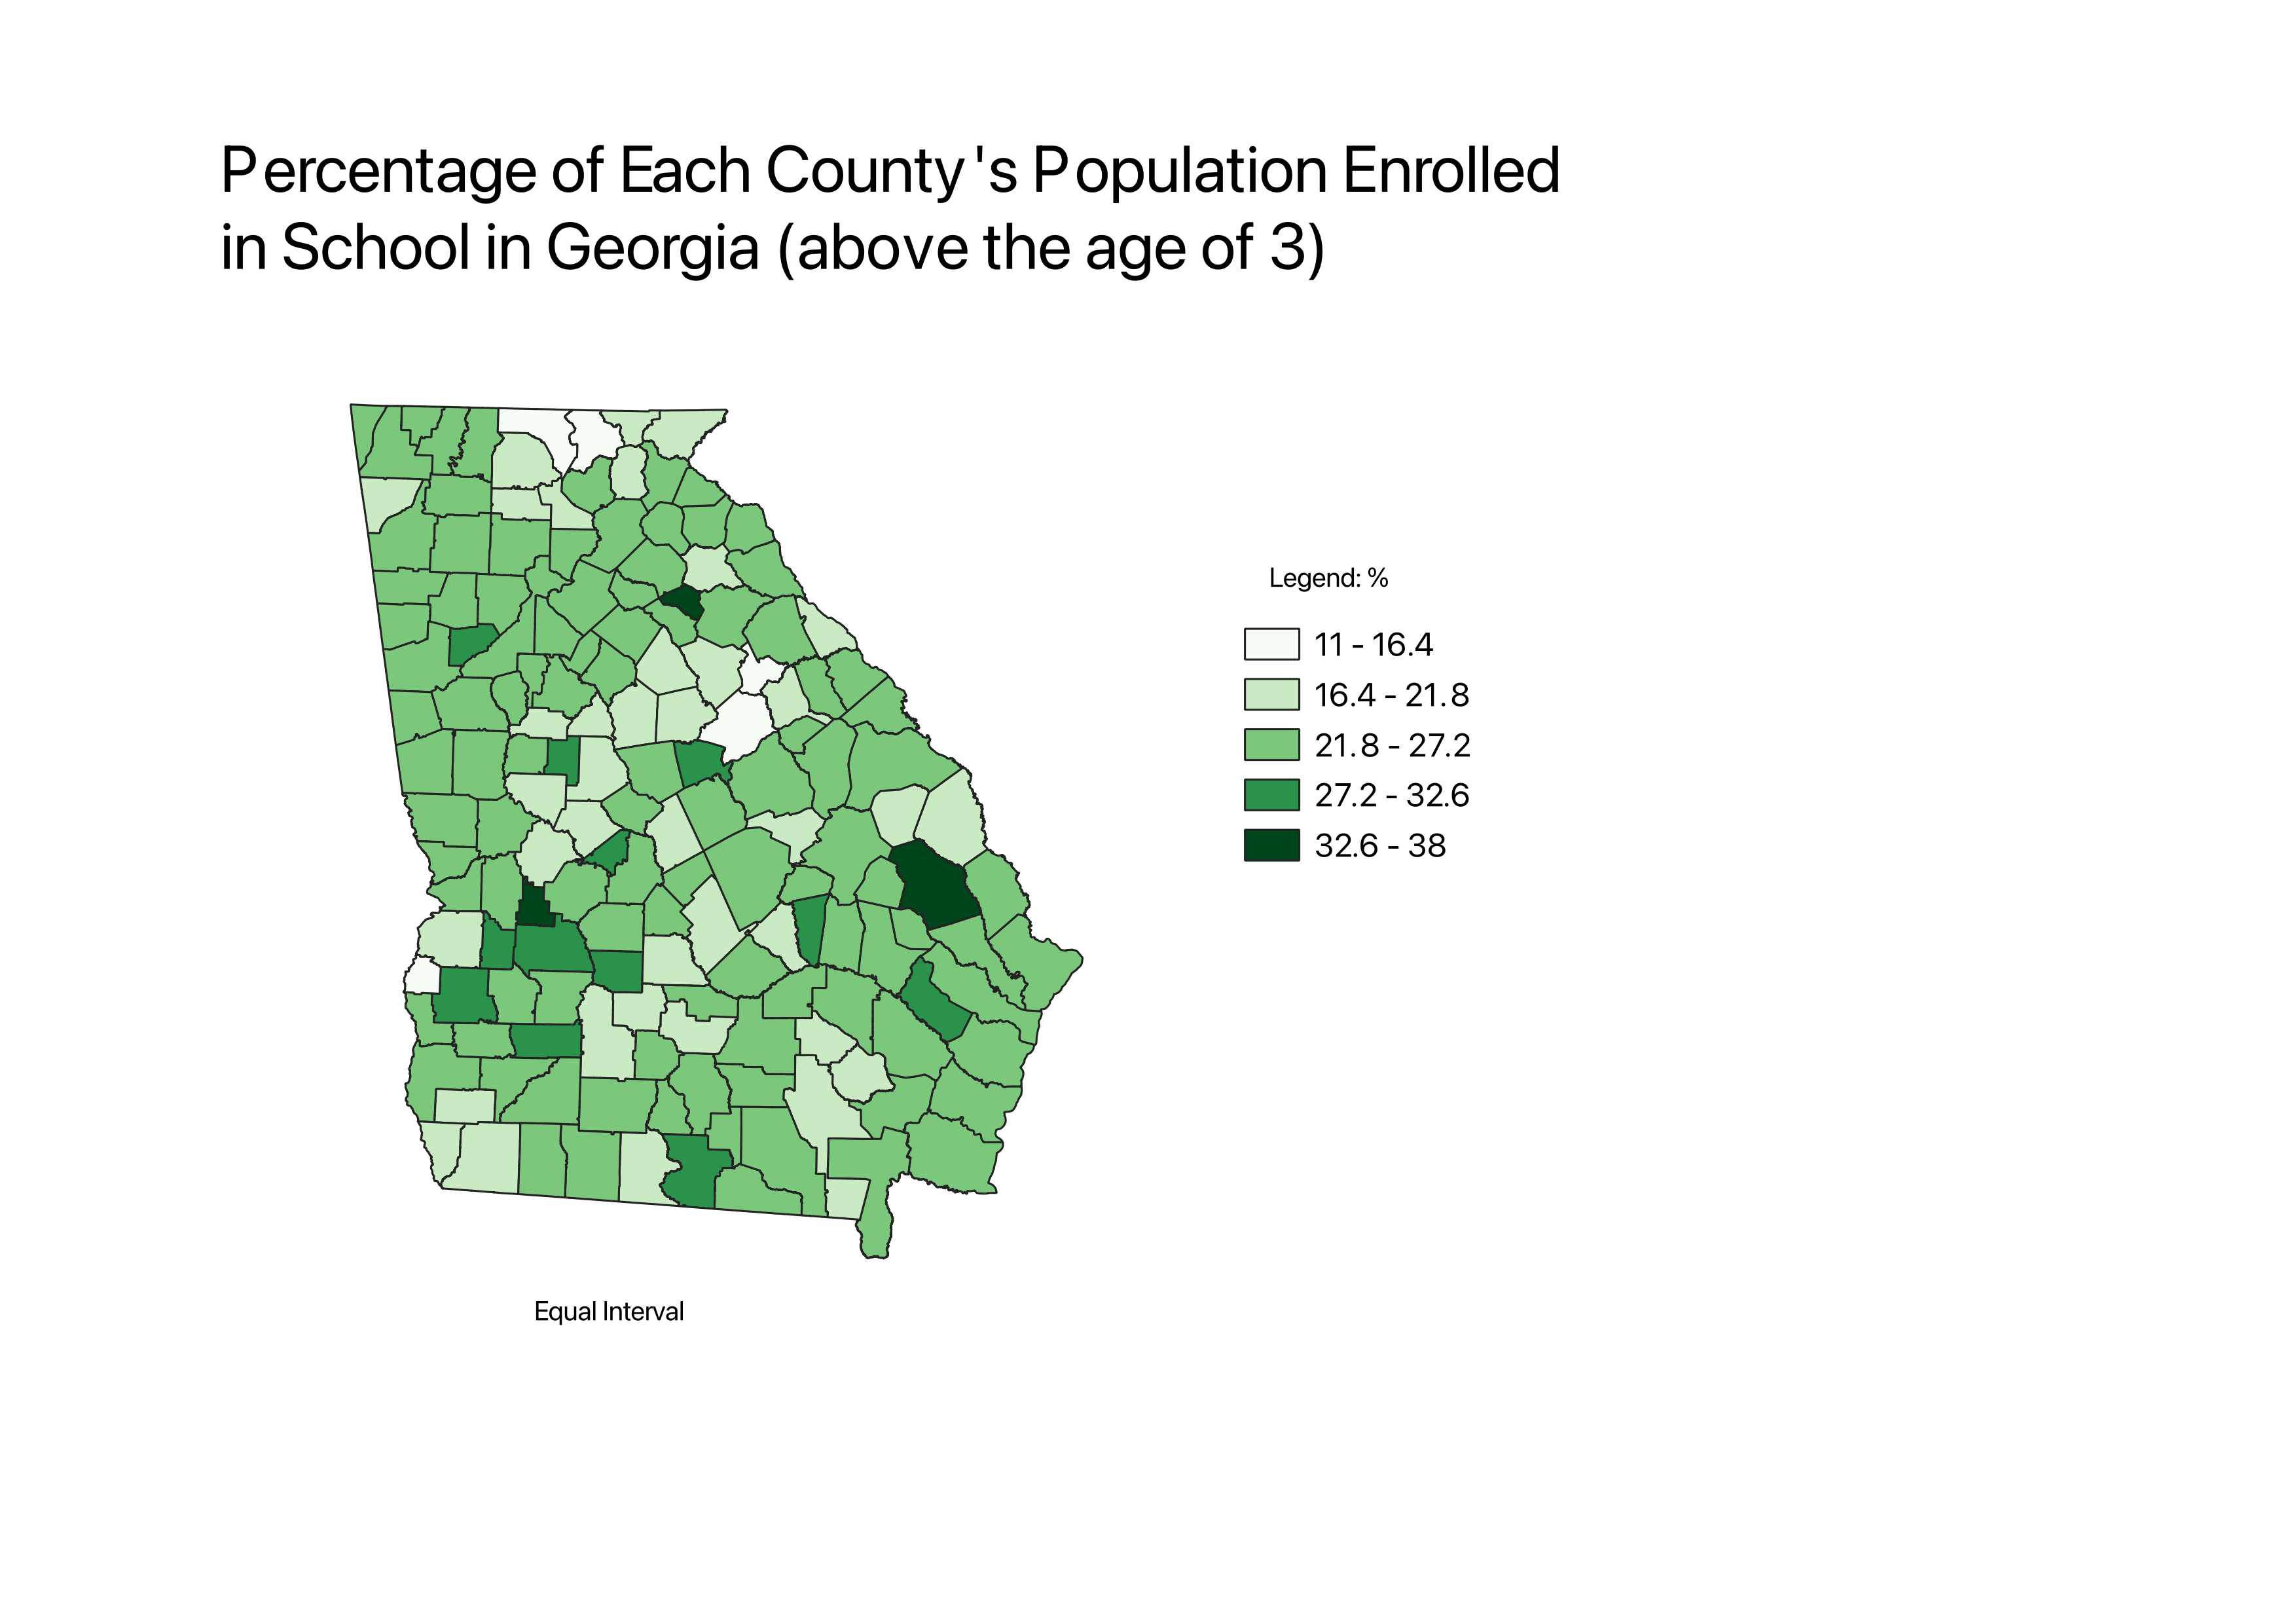 Percentage of Each County's Population Enrolled
in School in Georgia (above the age of 3)
Legend: %
11 - 16.4
16.4 - 21.8
21.8 - 27.2
27.2 - 32.6
32.6 - 38
Equal Interval